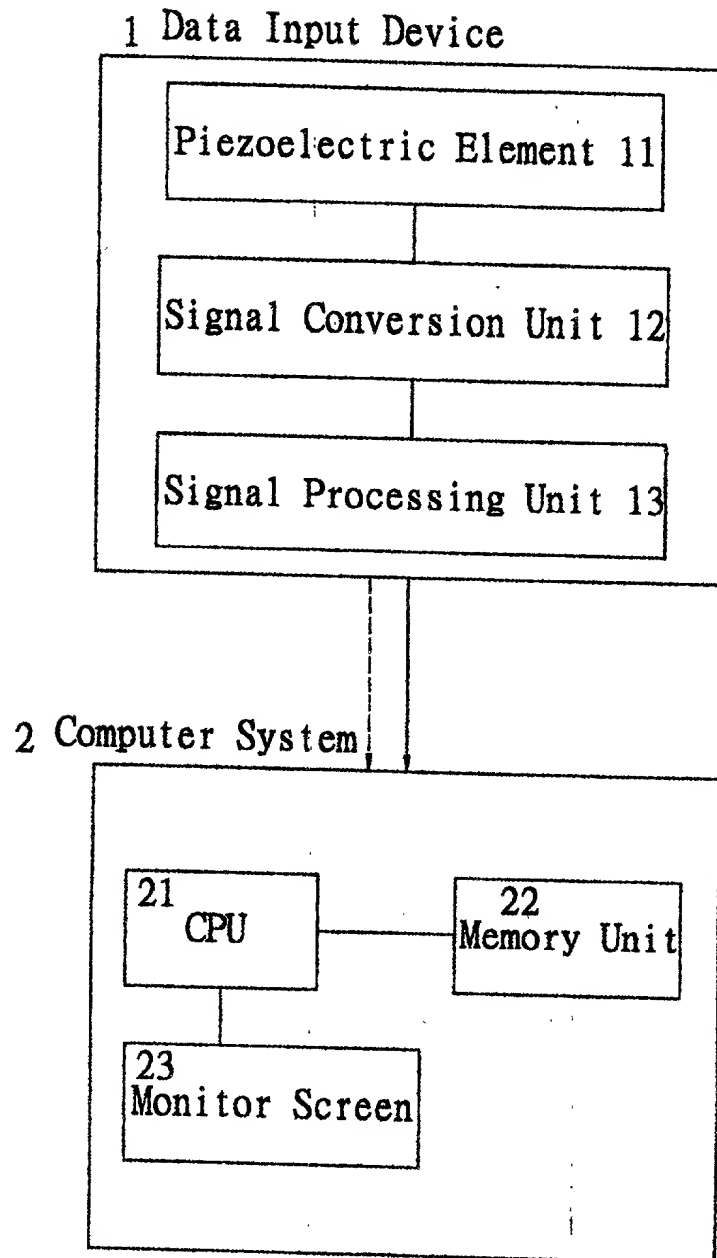 1 Data Input Device
Piezoelectric Element 11
Signal Conversion Unit 12
Signal Processing Unit 13
2 Computer System
21
CPU
22
Memory Unit
23
Monitor Screen